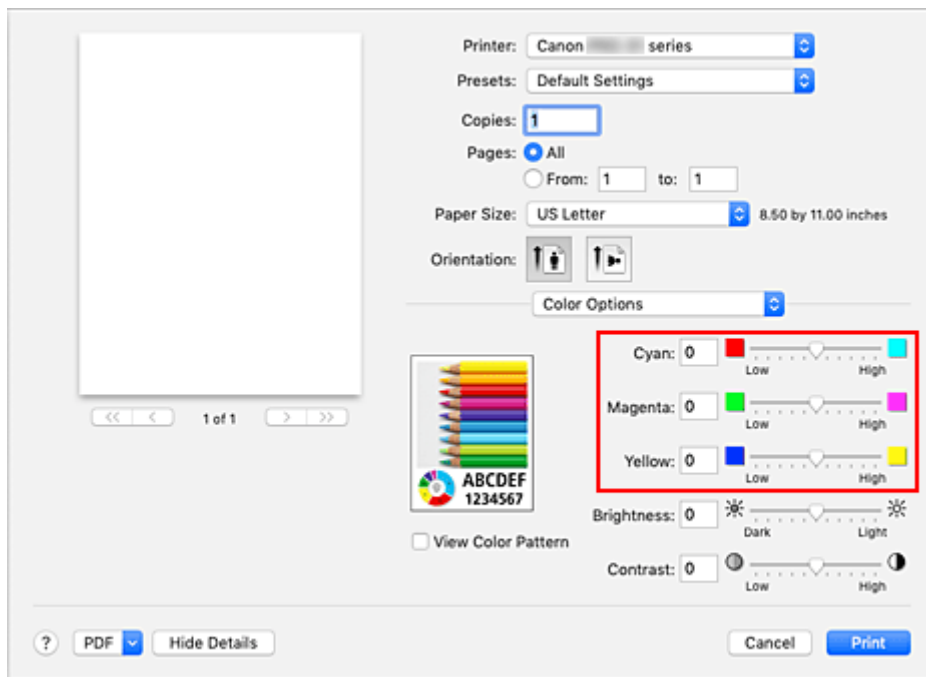 Printer: Canon series
Presets: Default Settings
Copies: 1
Pages: All
From: 1 to: 1
Paper Size: US Letter 8.50 by 11.00 inches
Orientation:
Color Options
Cyan: 0
Low High
Magenta: 0
Low High
Yellow: 0
Low High
Brightness: 0
Dark Light
Contrast: 0
Low High
<< < 1 of 1 > >>
ABCDEF
1234567
View Color Pattern
? PDF Hide Details Cancel Print